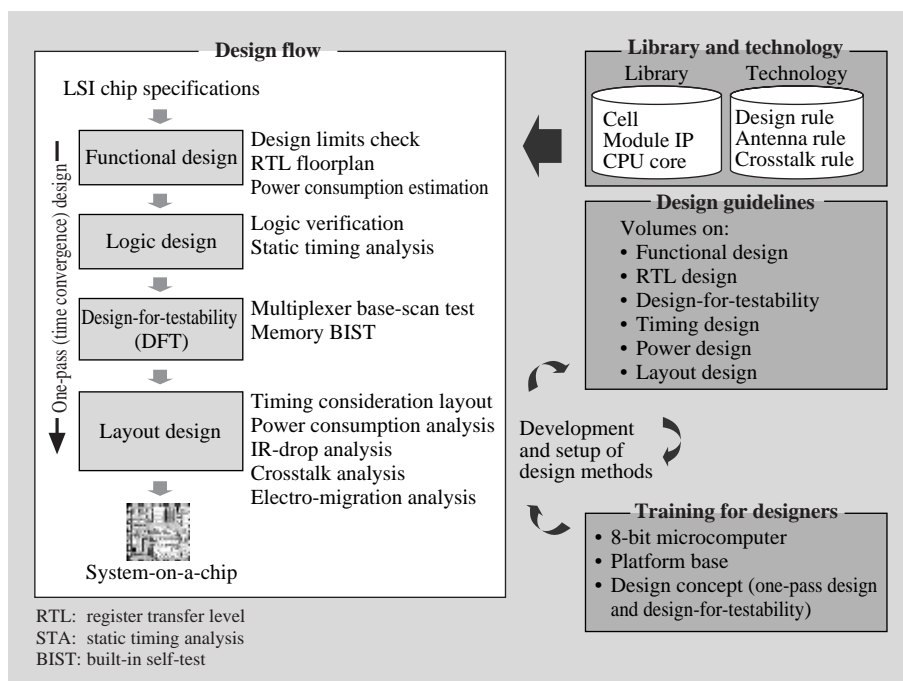 Design flow
LSI chip specifications
Functional design
Design limits check
RTL floorplan
Power consumption estimation
Logic design
Logic verification
Static timing analysis
Design-for-testability
(DFT)
Multiplexer base-scan test
Memory BIST
Layout design
Timing consideration layout
Power consumption analysis
IR-drop analysis
Crosstalk analysis
Electro-migration analysis
System-on-a-chip
One-pass (time convergence) design
RTL: register transfer level
STA: static timing analysis
BIST: built-in self-test
Library and technology
Library
Cell
Module IP
CPU core
Technology
Design rule
Antenna rule
Crosstalk rule
Design guidelines
Volumes on:
• Functional design
• RTL design
• Design-for-testability
• Timing design
• Power design
• Layout design
Development
and setup of
design methods
Training for designers
• 8-bit microcomputer
• Platform base
• Design concept (one-pass design
and design-for-testability)